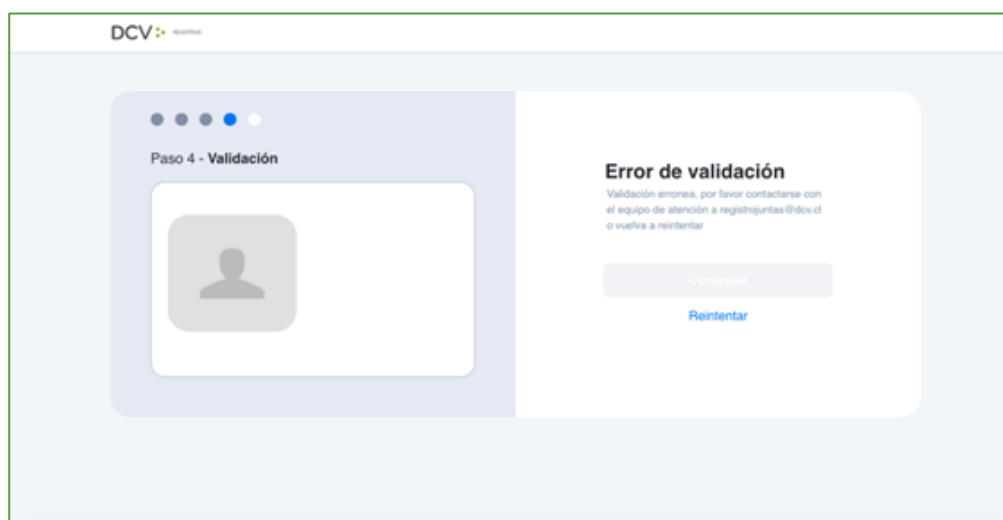 DCV REGISTROS
Paso 4 - Validación
Error de validación
Validación erronea, por favor contactarse con
el equipo de atención a registrojuntas@dcv.cl
o vuelva a reintentar
Continuar
Reintentar